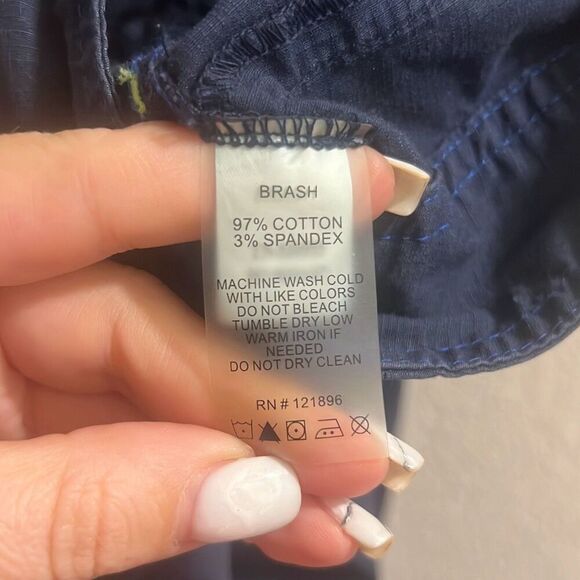 BRASH
97% COTTON
3% SPANDEX
MACHINE WASH COLD
WITH LIKE COLORS
DO NOT BLEACH
TUMBLE DRY LOW
WARM IRON IF
NEEDED
DO NOT DRY CLEAN
RN # 121896